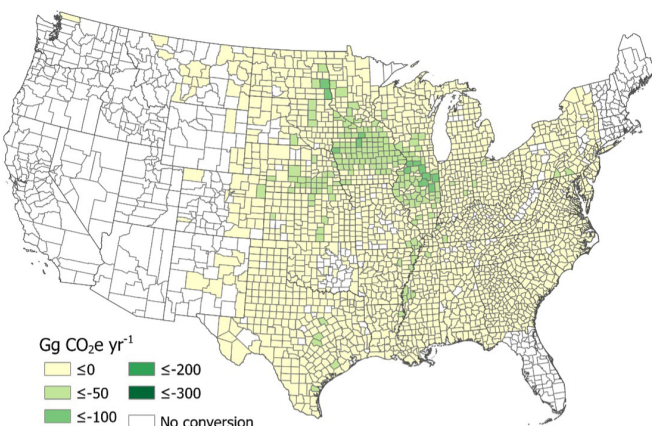 Gg CO₂e yr⁻¹
≤0
≤-50
≤-100
≤-200
≤-300
No conversion